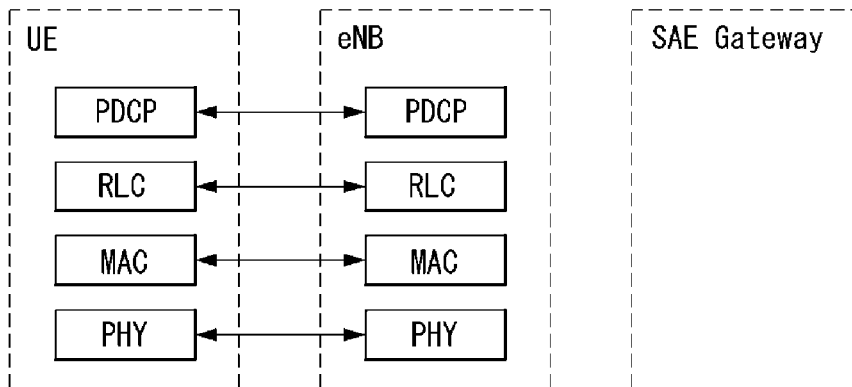 UE
eNB
SAE Gateway
PDCP
PDCP
RLC
RLC
MAC
MAC
PHY
PHY